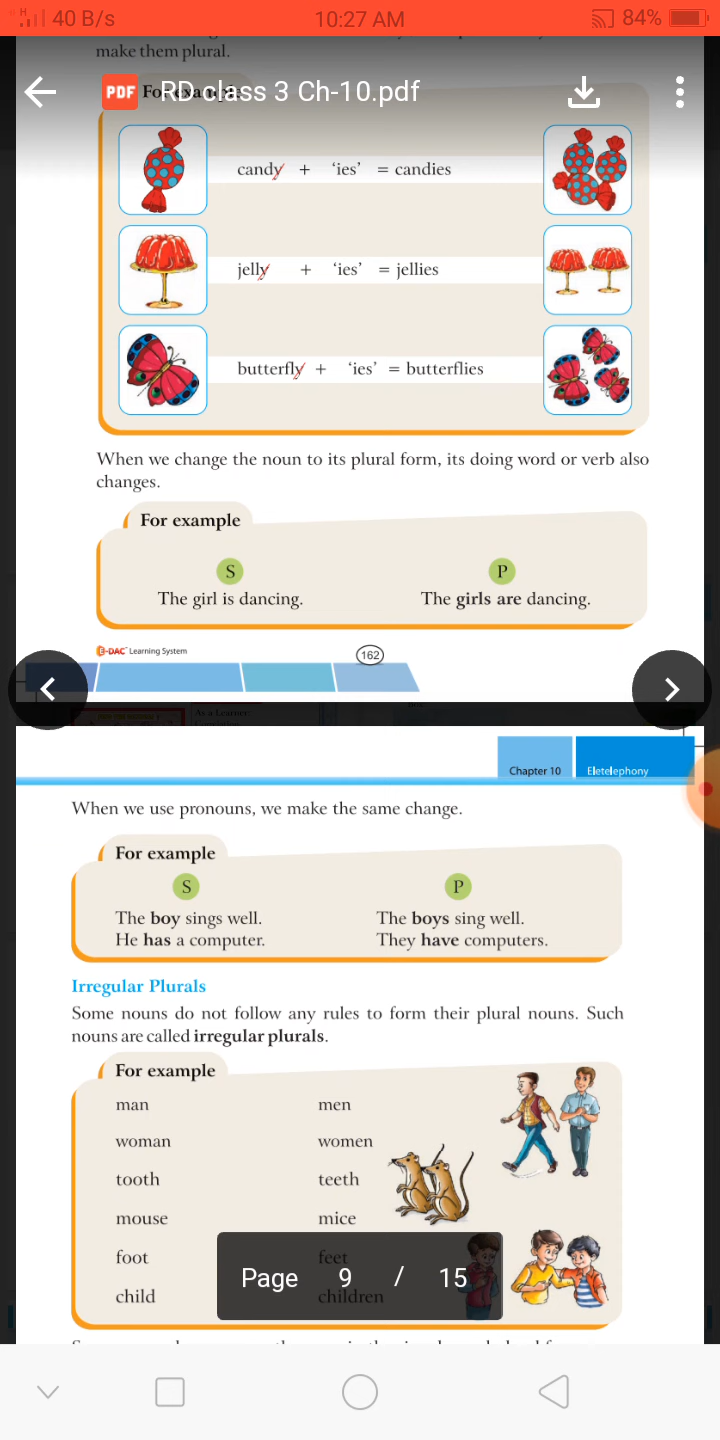 40 B/s 10:27 AM 84%
make them plural.
PDF RD class 3 Ch-10.pdf
For example
candy + ‘ies’ = candies
jelly + ‘ies’ = jellies
butterfly + ‘ies’ = butterflies
When we change the noun to its plural form, its doing word or verb also
changes.
For example
S P
The girl is dancing. The girls are dancing.
E-DAC Learning System 162
Chapter 10 Eletelephony
When we use pronouns, we make the same change.
For example
S P
The boy sings well. The boys sing well.
He has a computer. They have computers.
Irregular Plurals
Some nouns do not follow any rules to form their plural nouns. Such
nouns are called irregular plurals.
For example
man men
woman women
tooth teeth
mouse mice
foot feet
Page 9 / 15
child children